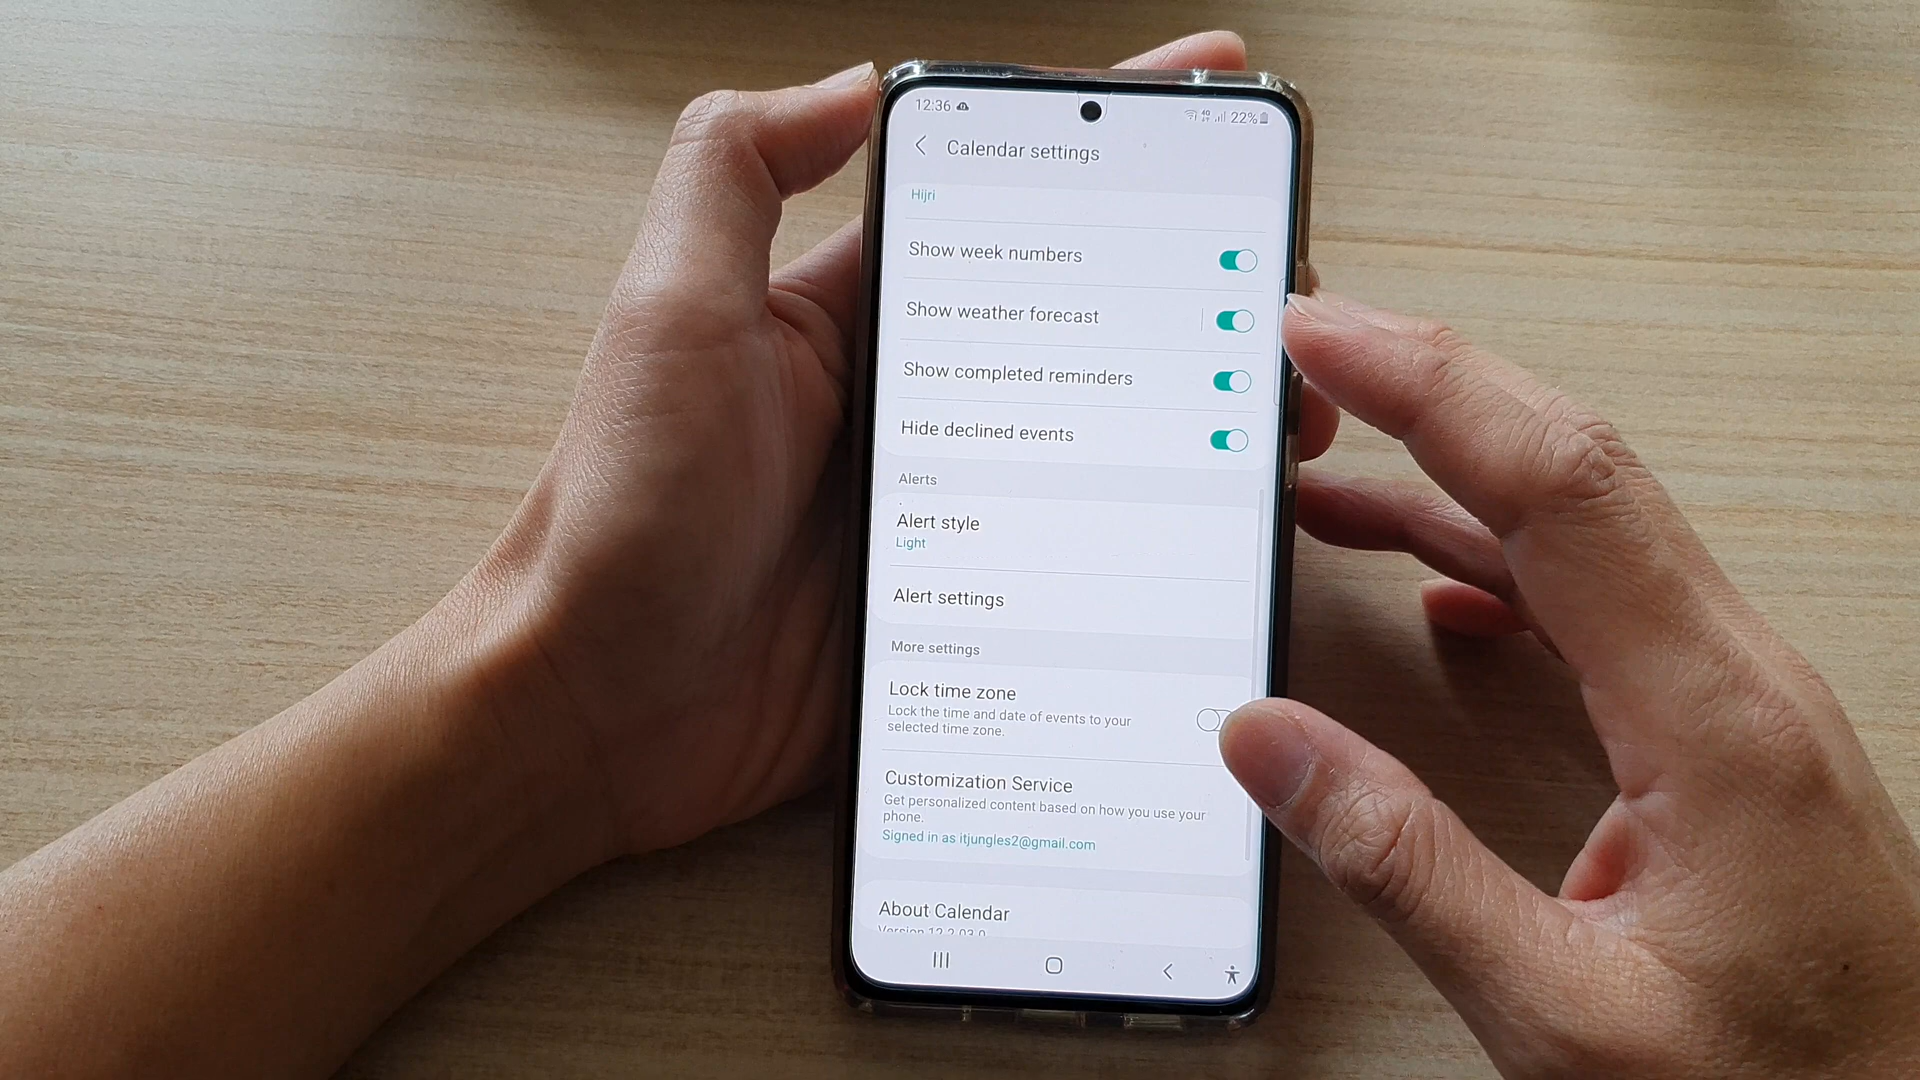 12:36
22%
Calendar settings
Hijri
Show week numbers
Show weather forecast
Show completed reminders
Hide declined events
Alerts
Alert style
Light
Alert settings
More settings
Lock time zone
Lock the time and date of events to your
selected time zone.
Customization Service
Get personalized content based on how you use your
phone.
Signed in as itjungles2@gmail.com
About Calendar
Version 12.2.03.0